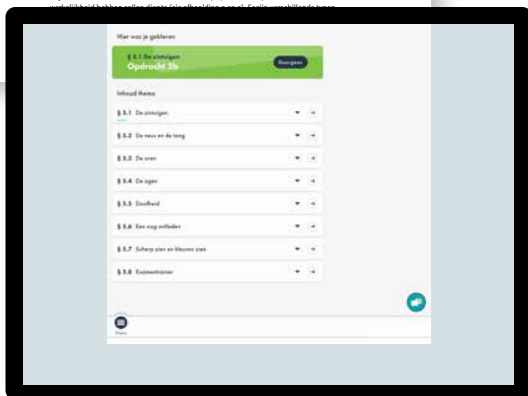 Hier was je gebleven
§ 5.1 De zintuigen
Opdracht 2b
Doorgaan
Inhoud thema
§ 5.1 De zintuigen
§ 5.2 De neus en de tong
§ 5.3 De oren
§ 5.4 De ogen
§ 5.5 Doofheid
§ 5.6 Een oog ontleden
§ 5.7 Scherp zien en kleuren zien
§ 5.8 Examentrainer